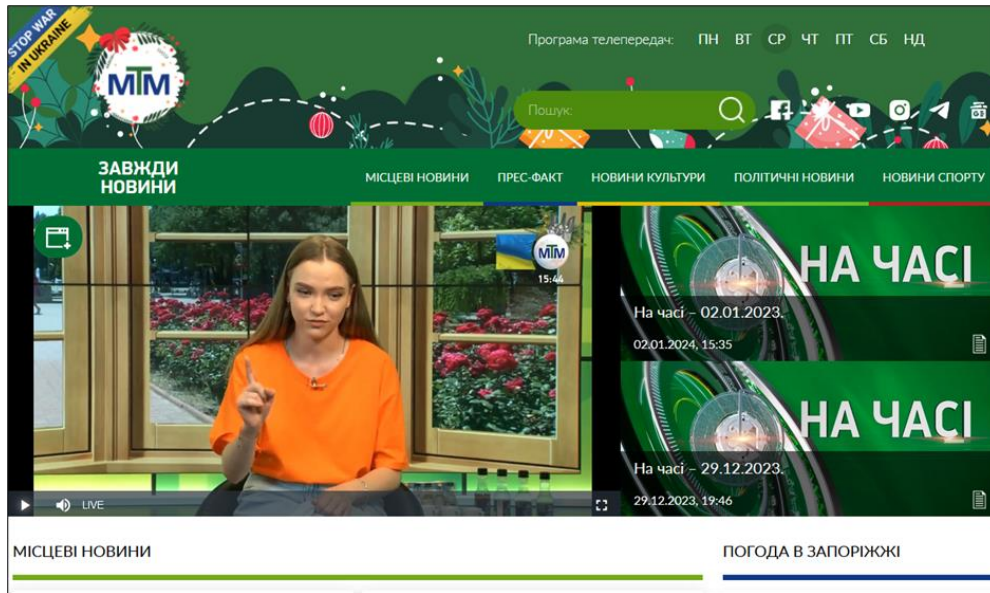 STOP WAR
IN UKRAINE
МТМ
Програма телепередач: ПН ВТ СР ЧТ ПТ СБ НД
Пошук:
ЗАВЖДИ
НОВИНИ
МІСЦЕВІ НОВИНИ ПРЕС-ФАКТ НОВИНИ КУЛЬТУРИ ПОЛІТИЧНІ НОВИНИ НОВИНИ СПОРТУ
МТМ
15:44
LIVE
НА ЧАСІ
На часі – 02.01.2023.
02.01.2024, 15:35
НА ЧАСІ
На часі – 29.12.2023.
29.12.2023, 19:46
МІСЦЕВІ НОВИНИ
ПОГОДА В ЗАПОРІЖЖІ